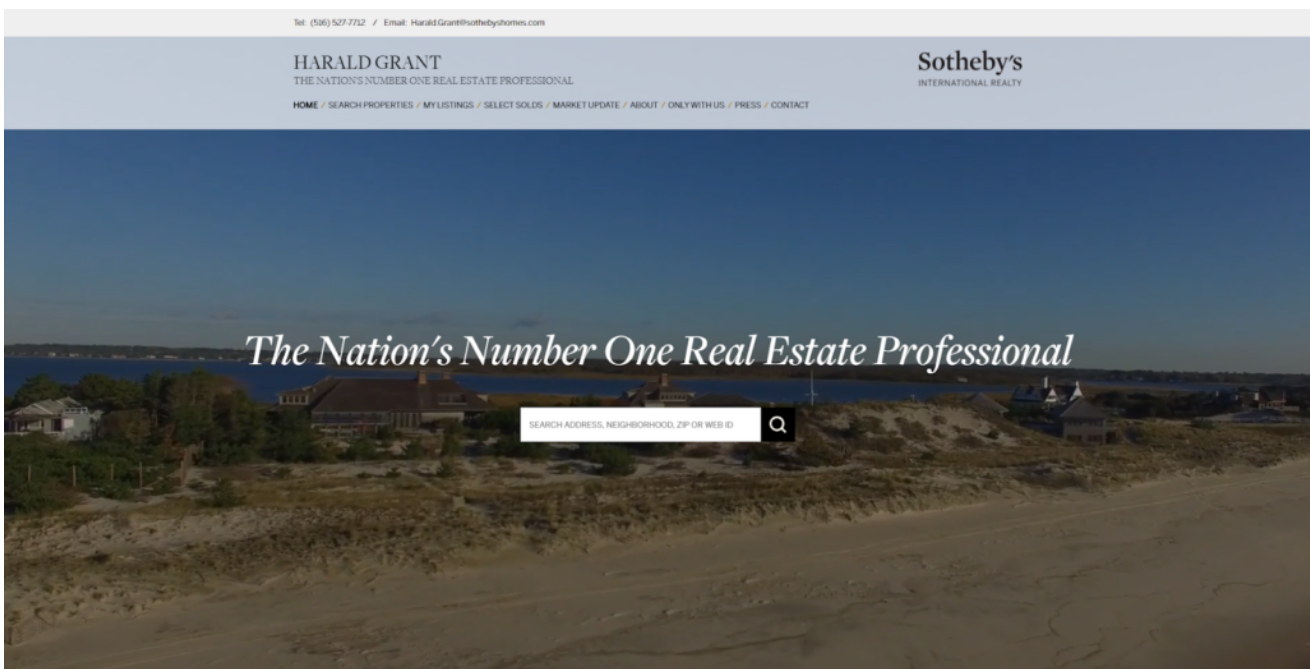 Tel: (516) 527-7712 / Email: Harald.Grant@sothebyshomes.com
HARALD GRANT
THE NATION'S NUMBER ONE REAL ESTATE PROFESSIONAL
Sotheby's
INTERNATIONAL REALTY
HOME / SEARCH PROPERTIES / MY LISTINGS / SELECT SOLDS / MARKET UPDATE / ABOUT / ONLY WITH US / PRESS / CONTACT
The Nation's Number One Real Estate Professional
SEARCH ADDRESS, NEIGHBORHOOD, ZIP OR WEB ID